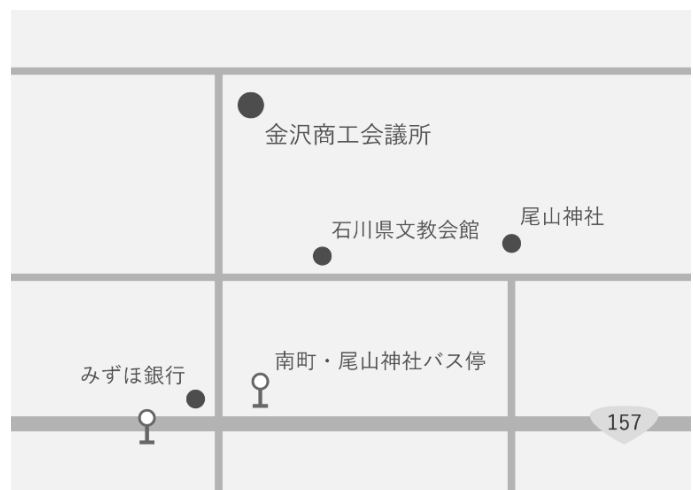 金沢商工会議所
尾山神社
石川県文教会館
南町・尾山神社バス停
みずほ銀行
157